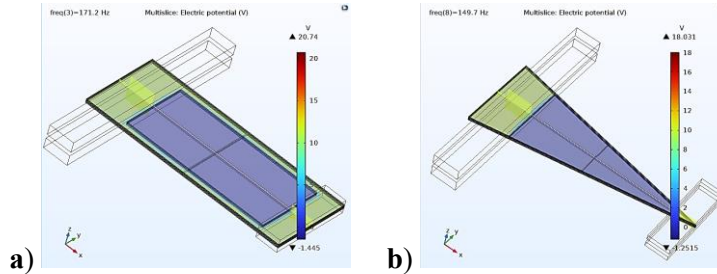 freq(3)=171.2 Hz Multislice: Electric potential (V)
V
▲ 20.74
20
15
10
5
0
▼ -1.445
z
y
x
a)
freq(8)=149.7 Hz Multislice: Electric potential (V)
V
▲ 18.031
18
16
14
12
10
8
6
4
2
0
▼ -1.2515
z
y
x
b)